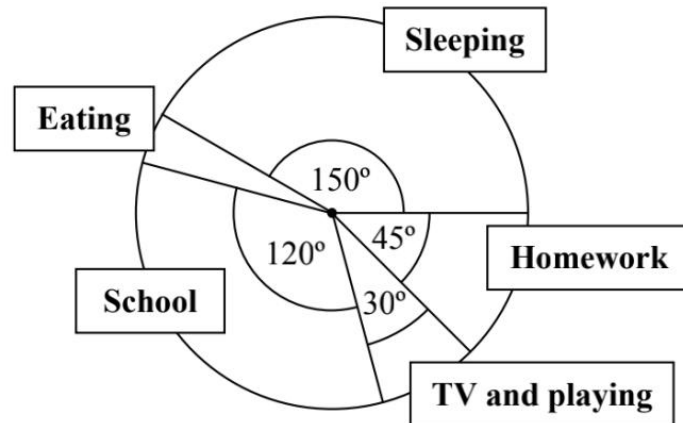 Sleeping
Eating
150º
45º
120º
Homework
30º
School
TV and playing